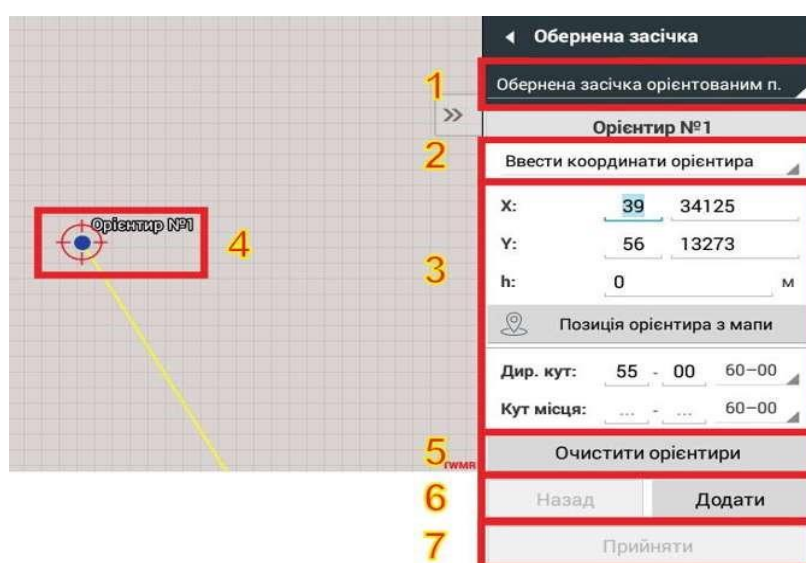 Обернена засічка
1
Обернена засічка орієнтованим п.
»
Орієнтир №1
2
Ввести координати орієнтира
X: 39 34125
Орієнтир №1
4
Y: 56 13273
3
h: 0 м
Позиція орієнтира з мапи
Дир. кут: 55 - 00 60-00
Кут місця: ... - ... 60-00
5
Очистити орієнтири
6
Назад Додати
7
Прийняти